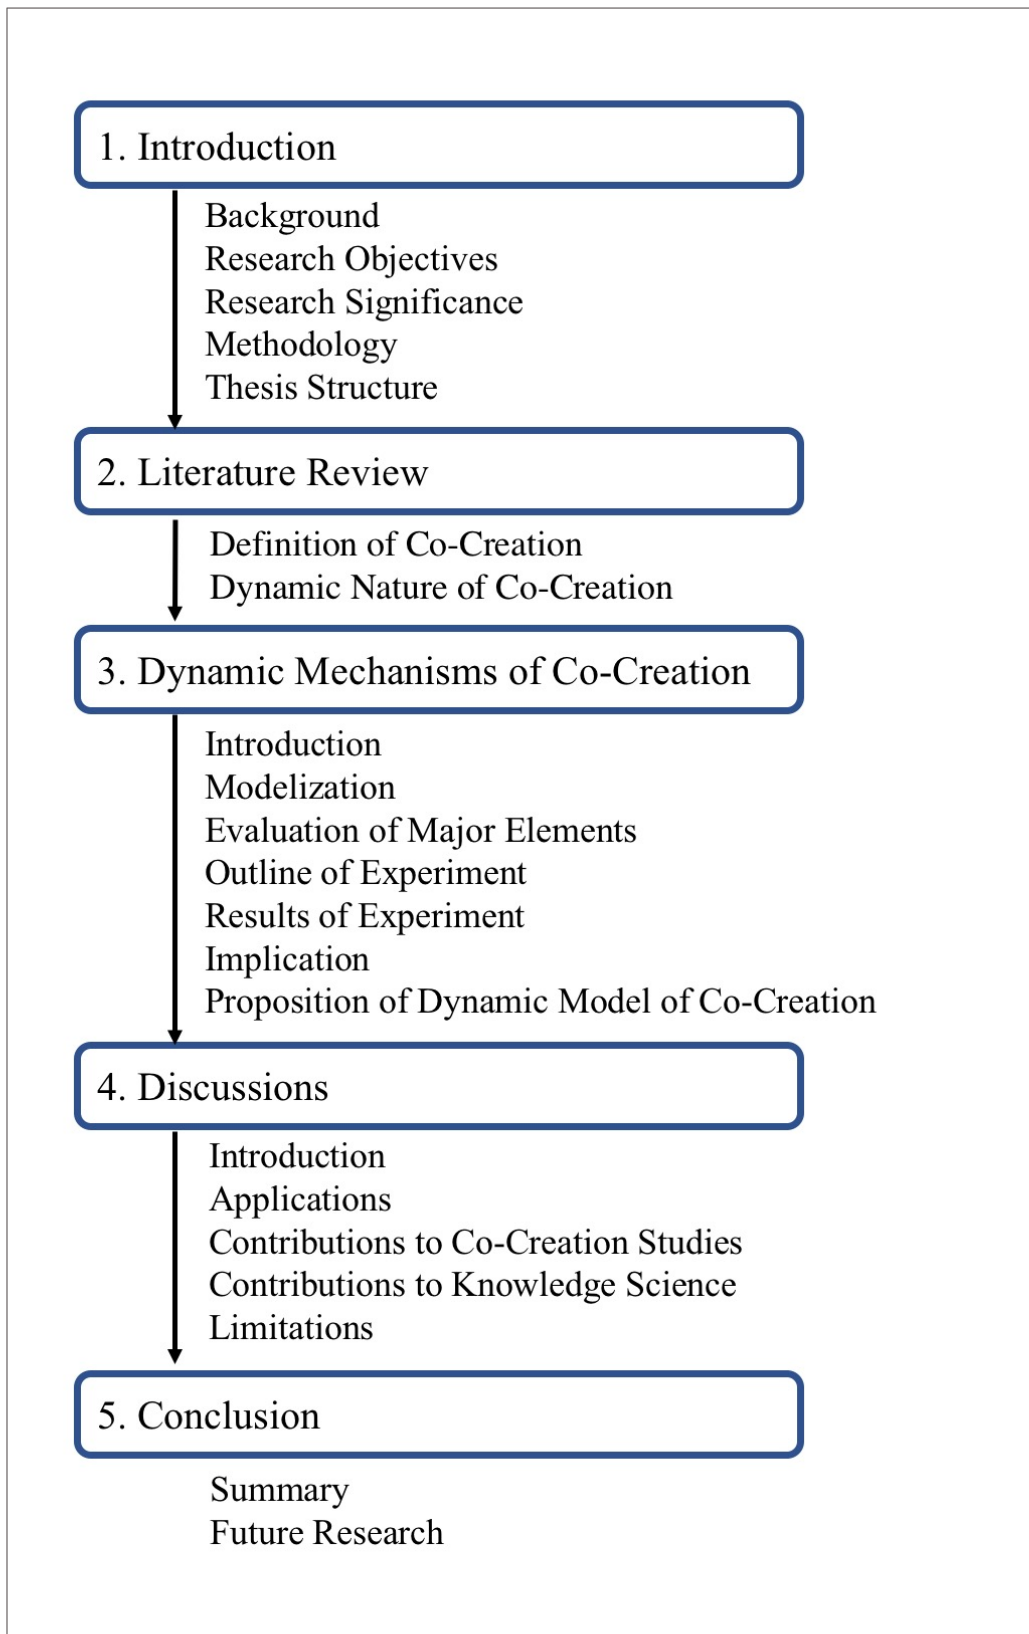 1. Introduction
Background
Research Objectives
Research Significance
Methodology
Thesis Structure
2. Literature Review
Definition of Co-Creation
Dynamic Nature of Co-Creation
3. Dynamic Mechanisms of Co-Creation
Introduction
Modelization
Evaluation of Major Elements
Outline of Experiment
Results of Experiment
Implication
Proposition of Dynamic Model of Co-Creation
4. Discussions
Introduction
Applications
Contributions to Co-Creation Studies
Contributions to Knowledge Science
Limitations
5. Conclusion
Summary
Future Research